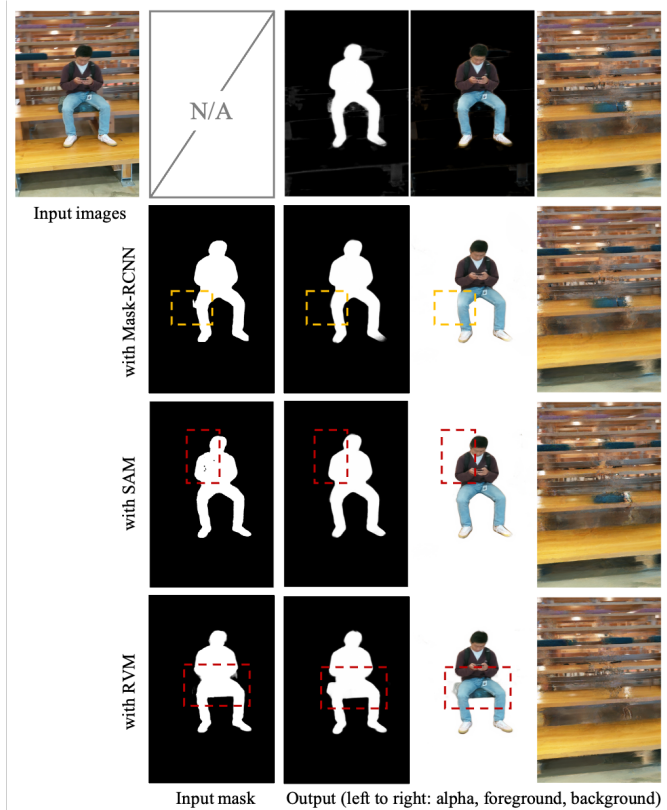 N/A
Input images
with Mask-RCNN
with SAM
with RVM
Input mask
Output (left to right: alpha, foreground, background)